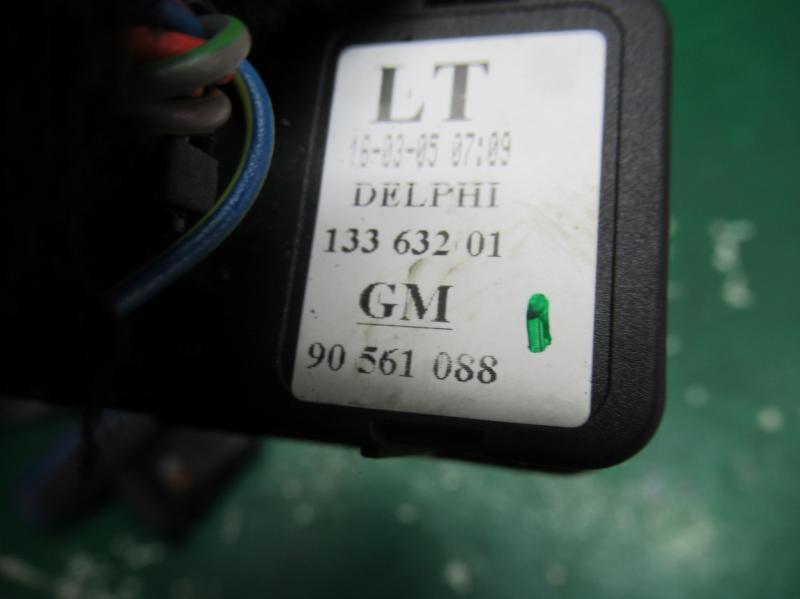 LT
16-03-05 07:09
DELPHI
133 632 01
GM
90 561 088